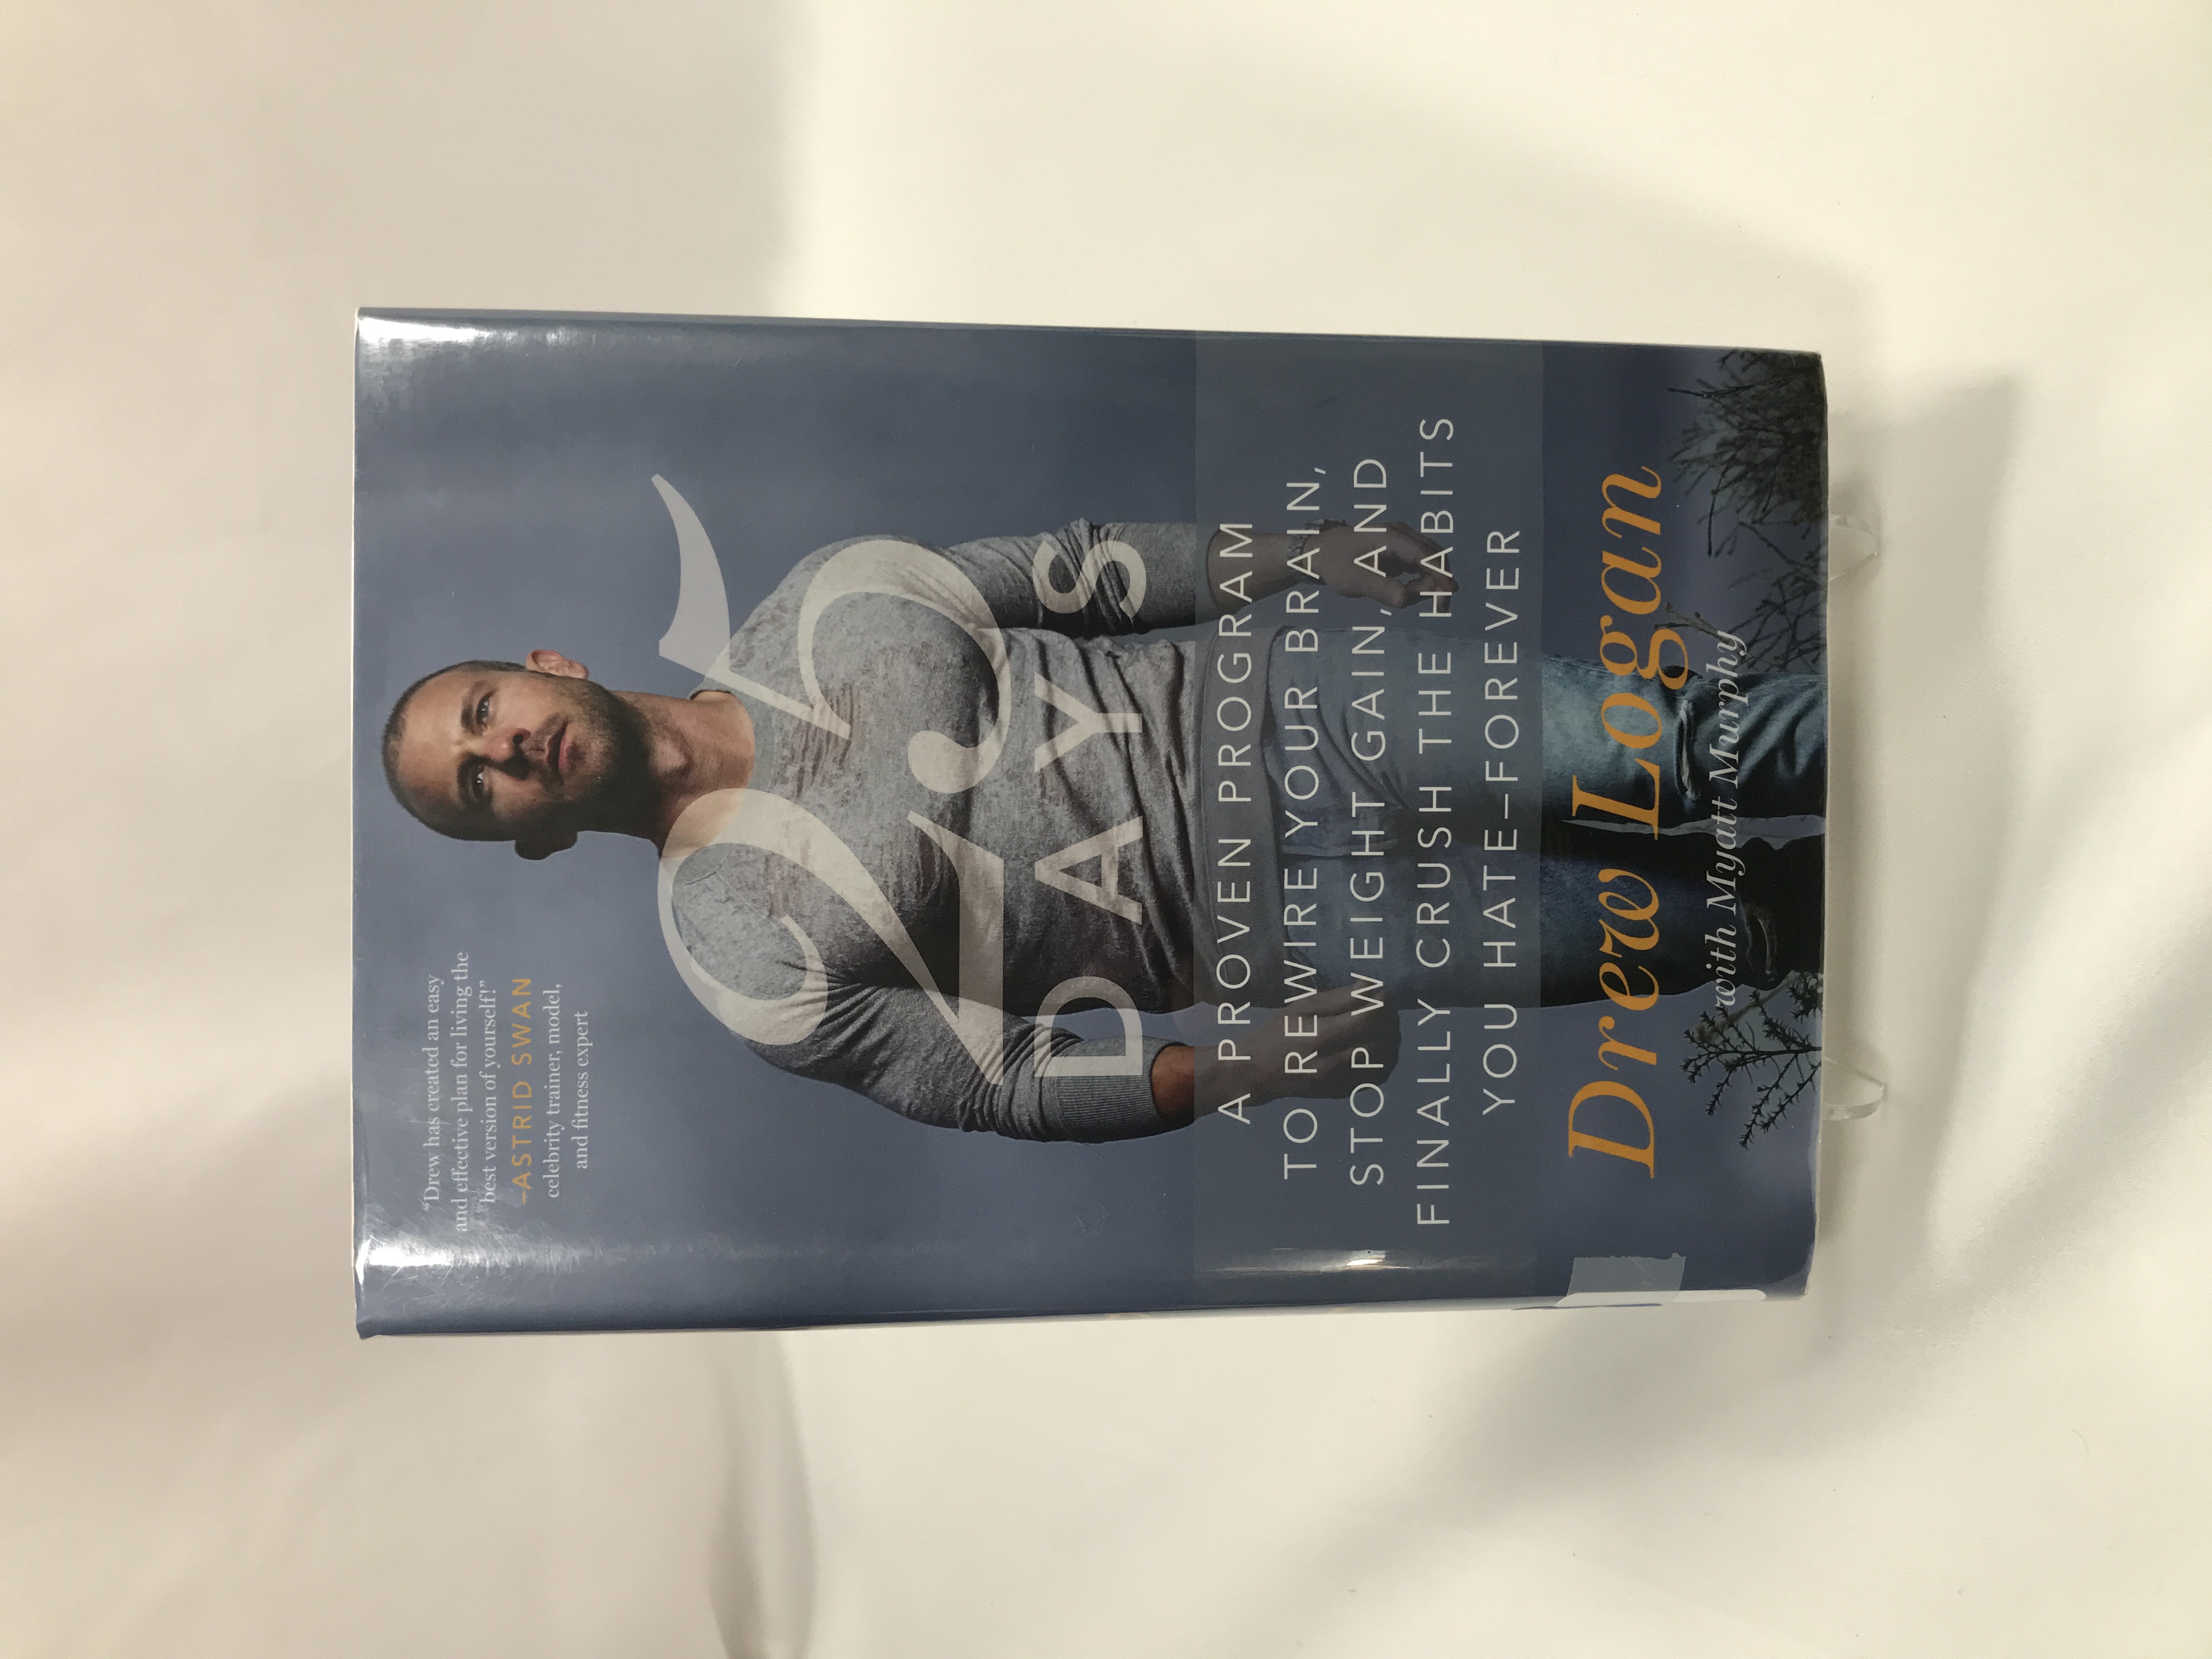 “Drew has created an easy
and effective plan for living the
best version of yourself!”
–ASTRID SWAN
celebrity trainer, model,
and fitness expert
25
DAYS
A PROVEN PROGRAM
TO REWIRE YOUR BRAIN,
STOP WEIGHT GAIN, AND
FINALLY CRUSH THE HABITS
YOU HATE–FOREVER
Drew Logan
with Myatt Murphy